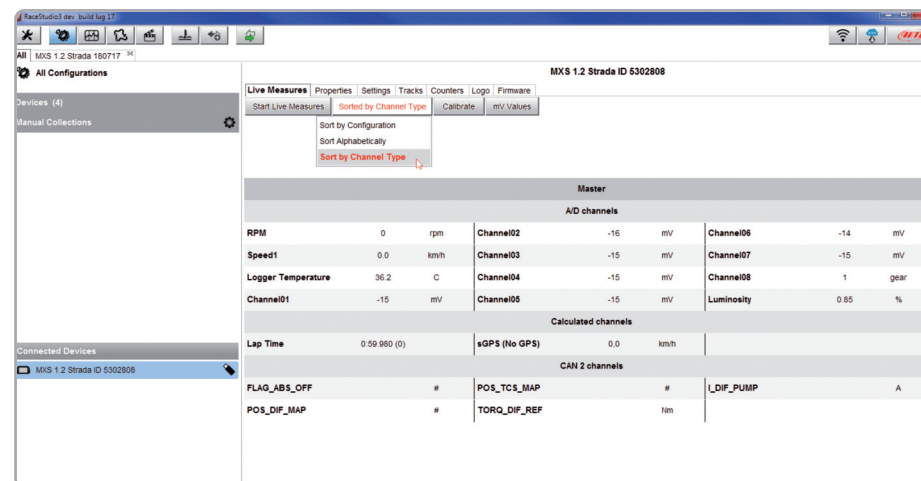 RaceStudio3 dev build lug 17
All MXS 1.2 Strada 180717
All Configurations
MXS 1.2 Strada ID 5302808
Live Measures Properties Settings Tracks Counters Logo Firmware
Devices (4)
Start Live Measures Sorted by Channel Type Calibrate mV Values
Manual Collections
Sort by Configuration
Sort Alphabetically
Sort by Channel Type
Master
A/D channels
RPM 0 rpm Channel02 -16 mV Channel06 -14 mV
Speed1 0.0 km/h Channel03 -15 mV Channel07 -15 mV
Logger Temperature 36.2 C Channel04 -15 mV Channel08 1 gear
Channel01 -15 mV Channel05 -15 mV Luminosity 0.85 %
Calculated channels
Lap Time 0:59.980 (0) sGPS (No GPS) 0.0 km/h
Connected Devices
CAN 2 channels
MXS 1.2 Strada ID 5302808
FLAG_ABS_OFF # POS_TCS_MAP # I_DIF_PUMP A
POS_DIF_MAP # TORQ_DIF_REF Nm